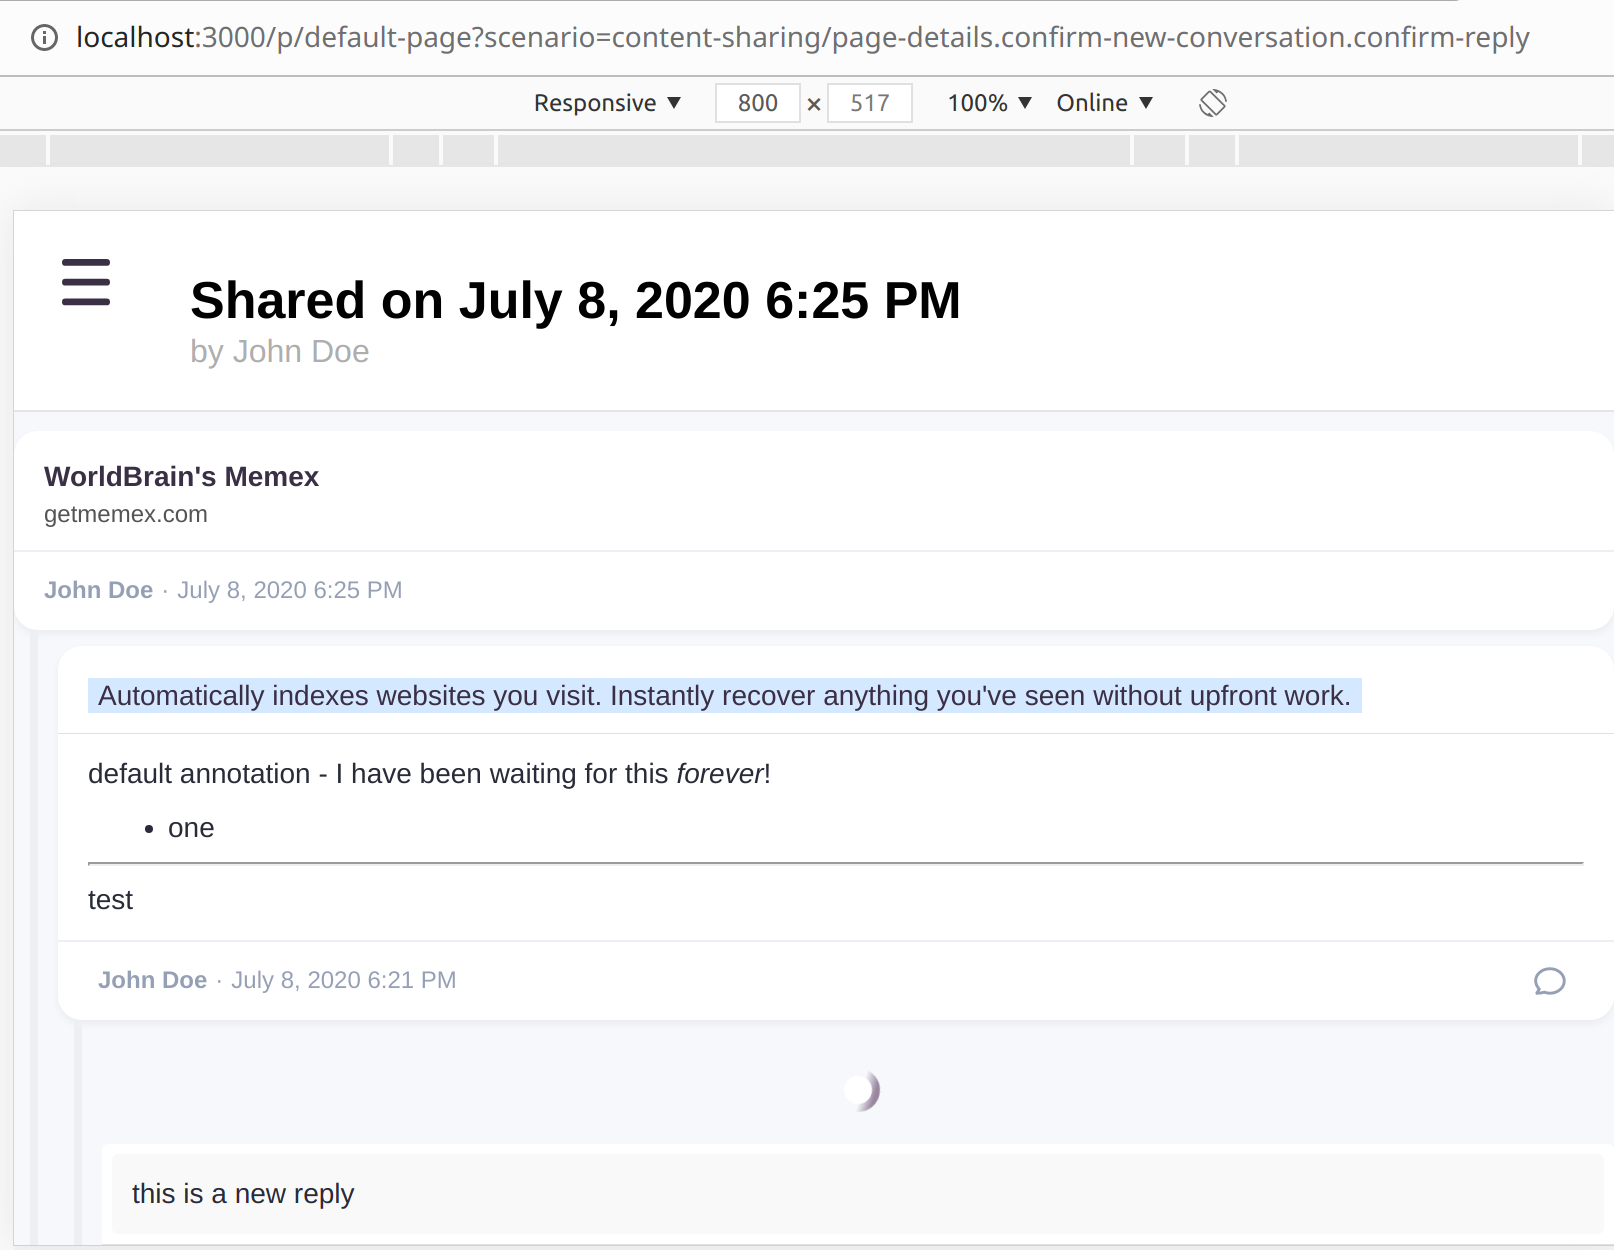 localhost:3000/p/default-page?scenario=content-sharing/page-details.confirm-new-conversation.confirm-reply
Responsive ▼ 800 × 517 100% ▼ Online ▼
Shared on July 8, 2020 6:25 PM
by John Doe
WorldBrain's Memex
getmemex.com
John Doe · July 8, 2020 6:25 PM
Automatically indexes websites you visit. Instantly recover anything you've seen without upfront work.
default annotation - I have been waiting for this forever!
• one
test
John Doe · July 8, 2020 6:21 PM
this is a new reply